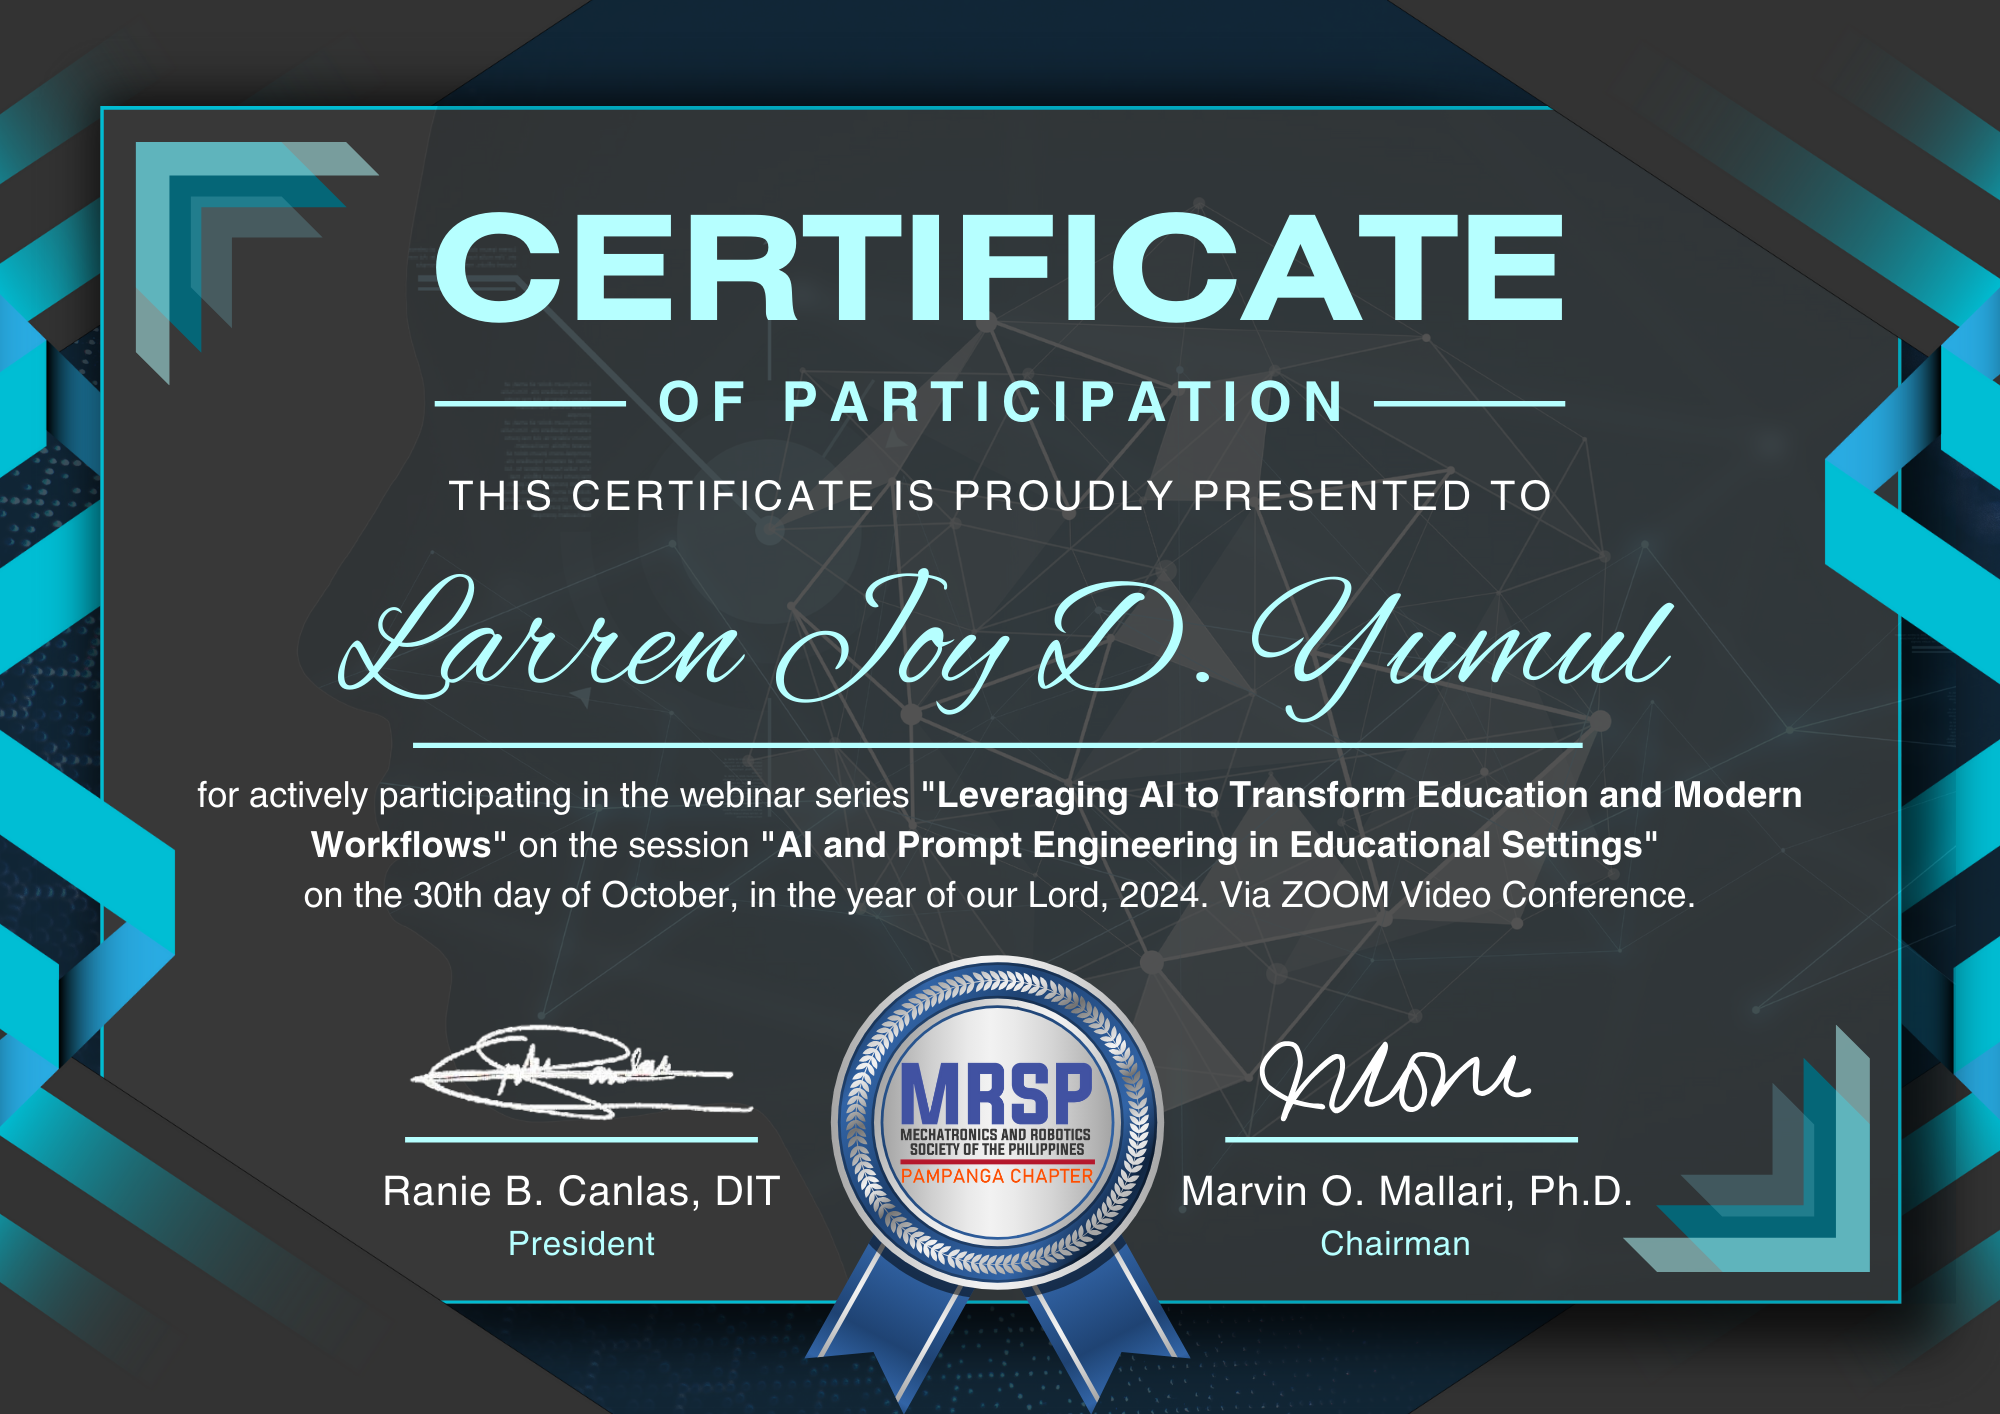 CERTIFICATE
OF PARTICIPATION
THIS CERTIFICATE IS PROUDLY PRESENTED TO
Larren Joy D. Yumul
for actively participating in the webinar series "Leveraging AI to Transform Education and Modern
Workflows" on the session "AI and Prompt Engineering in Educational Settings"
on the 30th day of October, in the year of our Lord, 2024. Via ZOOM Video Conference.
MRSP
MECHATRONICS AND ROBOTICS
SOCIETY OF THE PHILIPPINES
PAMPANGA CHAPTER
Ranie B. Canlas, DIT
President
Marvin O. Mallari, Ph.D.
Chairman